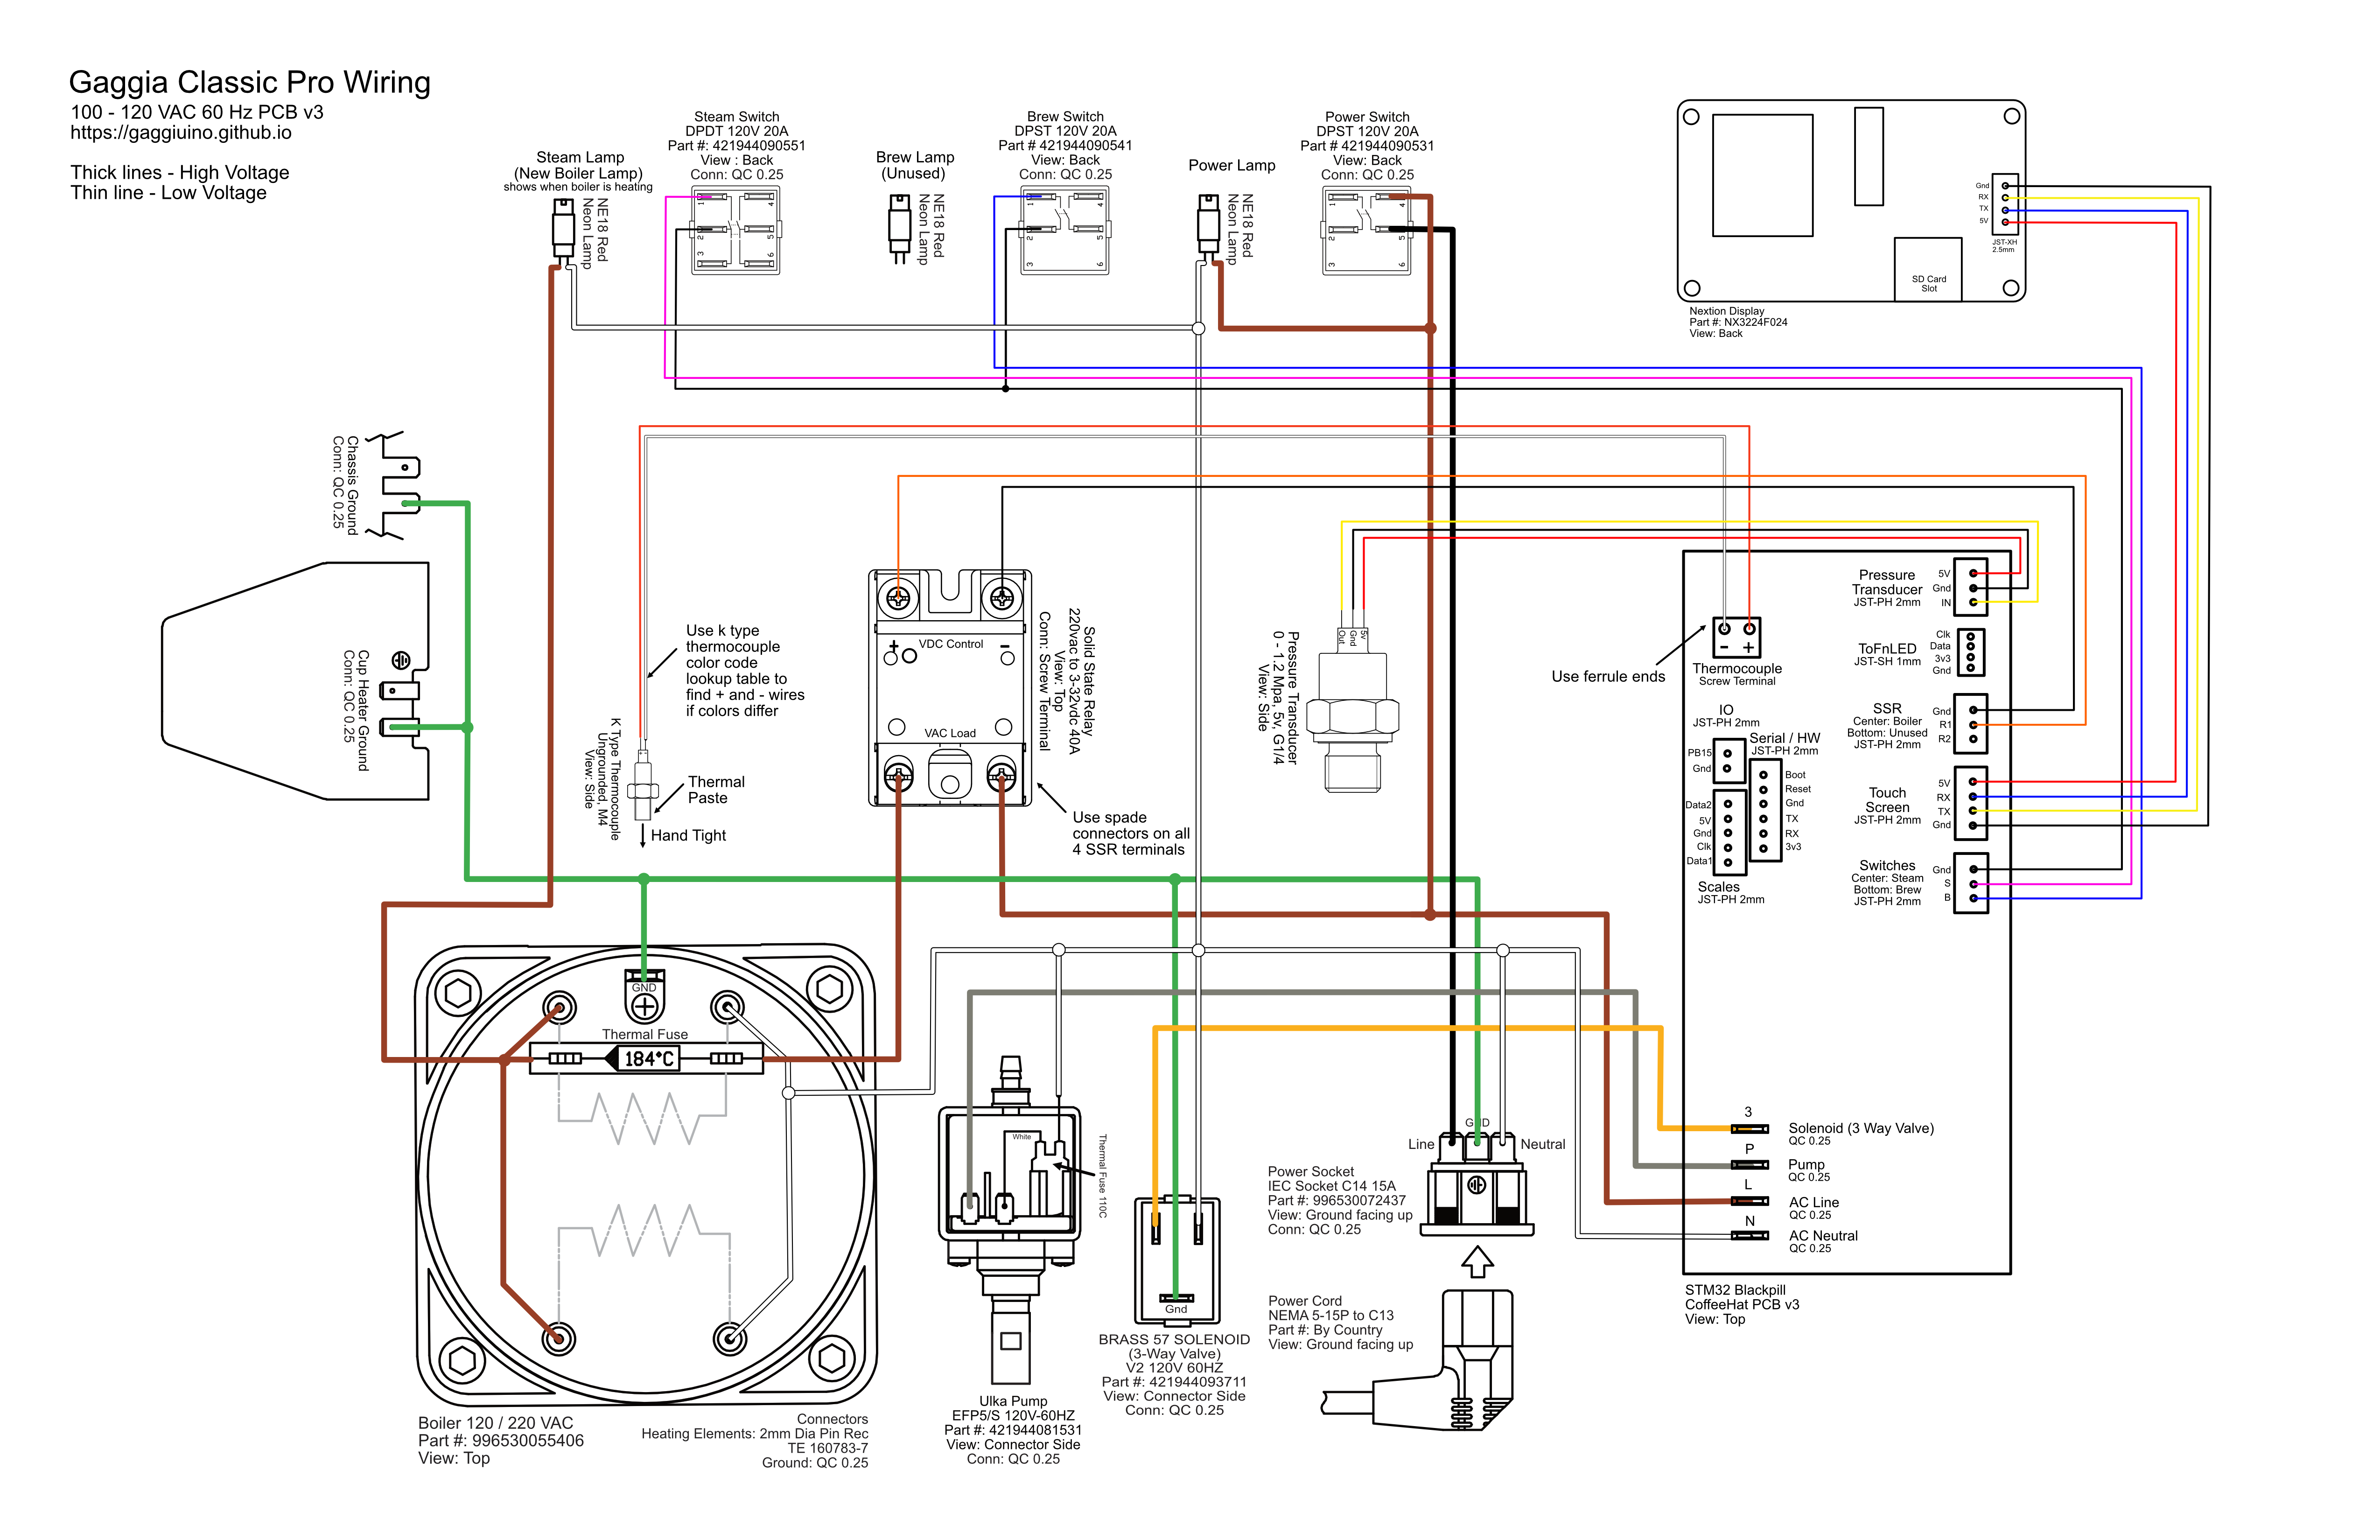 Gaggia Classic Pro Wiring
100 - 120 VAC 60 Hz PCB v3
https://gaggiuino.github.io
Thick lines - High Voltage
Thin line - Low Voltage
Steam Lamp
(New Boiler Lamp)
shows when boiler is heating
NE18 Red
Neon Lamp
Steam Switch
DPDT 120V 20A
Part #: 421944090551
View : Back
Conn: QC 0.25
1
2
3
4
5
6
Brew Lamp
(Unused)
NE18 Red
Neon Lamp
Brew Switch
DPST 120V 20A
Part # 421944090541
View: Back
Conn: QC 0.25
1
2
3
4
5
6
Power Lamp
NE18 Red
Neon Lamp
Power Switch
DPST 120V 20A
Part #: 421944090531
View: Back
Conn: QC 0.25
1
2
3
4
5
6
Gnd
RX
TX
5V
JST-XH
2.5mm
SD Card
Slot
Nextion Display
Part #: NX3224F024
View: Back
Chassis Ground
Conn: QC 0.25
Cup Heater Ground
Conn: QC 0.25
Use k type
thermocouple
color code
lookup table to
find + and - wires
if colors differ
K Type Thermocouple
Ungrounded, M4
View: Side
Thermal
Paste
Hand Tight
VDC Control
+
-
VAC Load
Solid State Relay
220vac to 3-32vdc 40A
View: Top
Conn: Screw Terminal
Use spade
connectors on all
4 SSR terminals
Out
Gnd
5v
Pressure Transducer
0 - 1.2 Mpa, 5v, G1/4
View: Side
Use ferrule ends
- +
Thermocouple
Screw Terminal
Pressure
Transducer
JST-PH 2mm
5V
Gnd
IN
ToFnLED
JST-SH 1mm
Clk
Data
3v3
Gnd
SSR
Center: Boiler
Bottom: Unused
JST-PH 2mm
Gnd
R1
R2
IO
JST-PH 2mm
PB15
Gnd
Serial / HW
JST-PH 2mm
Boot
Reset
Gnd
TX
RX
3v3
Data2
5V
Gnd
Clk
Data1
Scales
JST-PH 2mm
Touch
Screen
JST-PH 2mm
5V
RX
TX
Gnd
Switches
Center: Steam
Bottom: Brew
JST-PH 2mm
Gnd
S
B
3
Solenoid (3 Way Valve)
QC 0.25
P
Pump
QC 0.25
L
AC Line
QC 0.25
N
AC Neutral
QC 0.25
STM32 Blackpill
CoffeeHat PCB v3
View: Top
GND
Thermal Fuse
184°C
Boiler 120 / 220 VAC
Part #: 996530055406
View: Top
Connectors
Heating Elements: 2mm Dia Pin Rec
TE 160783-7
Ground: QC 0.25
White
Thermal Fuse 110C
Ulka Pump
EFP5/S 120V-60HZ
Part #: 421944081531
View: Connector Side
Conn: QC 0.25
Gnd
BRASS 57 SOLENOID
(3-Way Valve)
V2 120V 60HZ
Part #: 421944093711
View: Connector Side
Conn: QC 0.25
Line
GND
Neutral
Power Socket
IEC Socket C14 15A
Part #: 996530072437
View: Ground facing up
Conn: QC 0.25
Power Cord
NEMA 5-15P to C13
Part #: By Country
View: Ground facing up